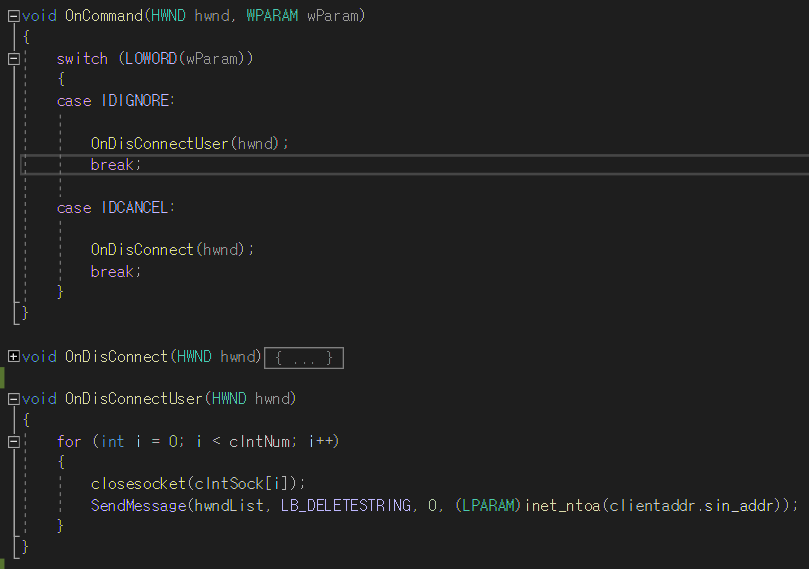 void OnCommand(HWND hwnd, WPARAM wParam)
{
switch (LOWORD(wParam))
{
case IDIGNORE:
OnDisConnectUser(hwnd);
break;
case IDCANCEL:
OnDisConnect(hwnd);
break;
}
}
void OnDisConnect(HWND hwnd) { ... }
void OnDisConnectUser(HWND hwnd)
{
for (int i = 0; i < clntNum; i++)
{
closesocket(clntSock[i]);
SendMessage(hwndList, LB_DELETESTRING, 0, (LPARAM)inet_ntoa(clientaddr.sin_addr));
}
}